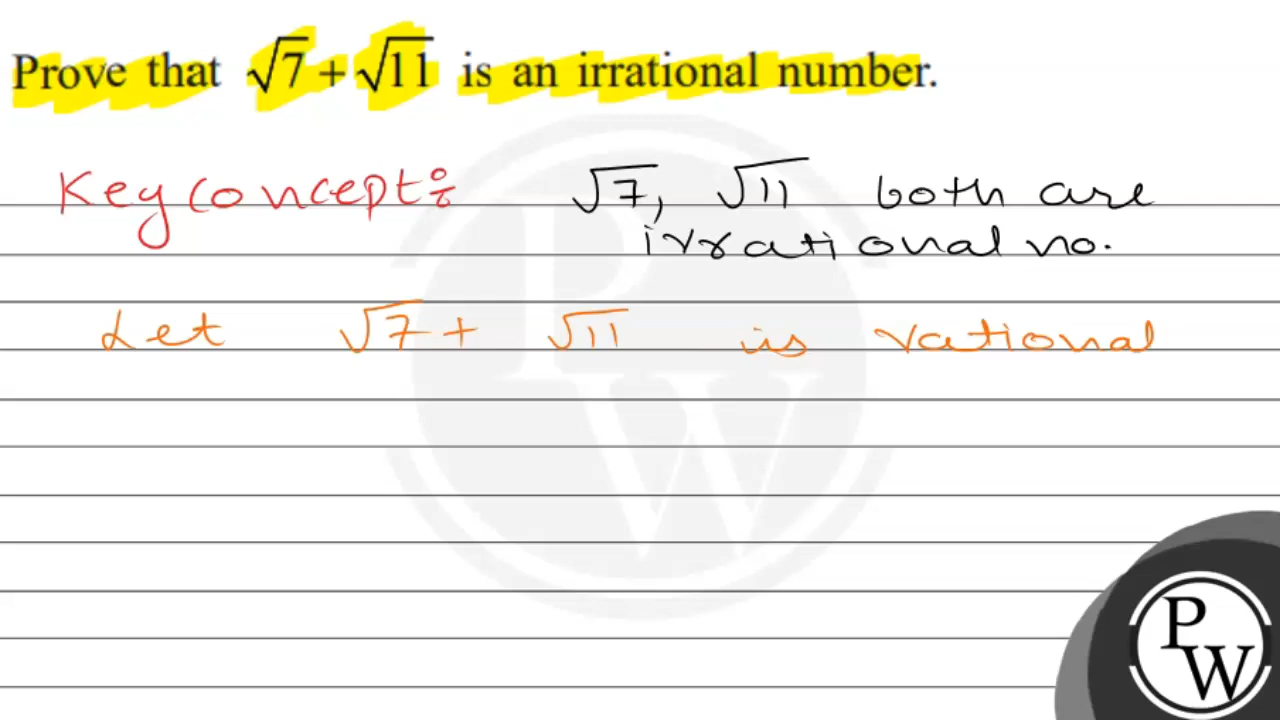 Prove that √7 + √11 is an irrational number.
Key concept: √7, √11 both are
irrational no.
Let √7 + √11 is rational
PW
PW